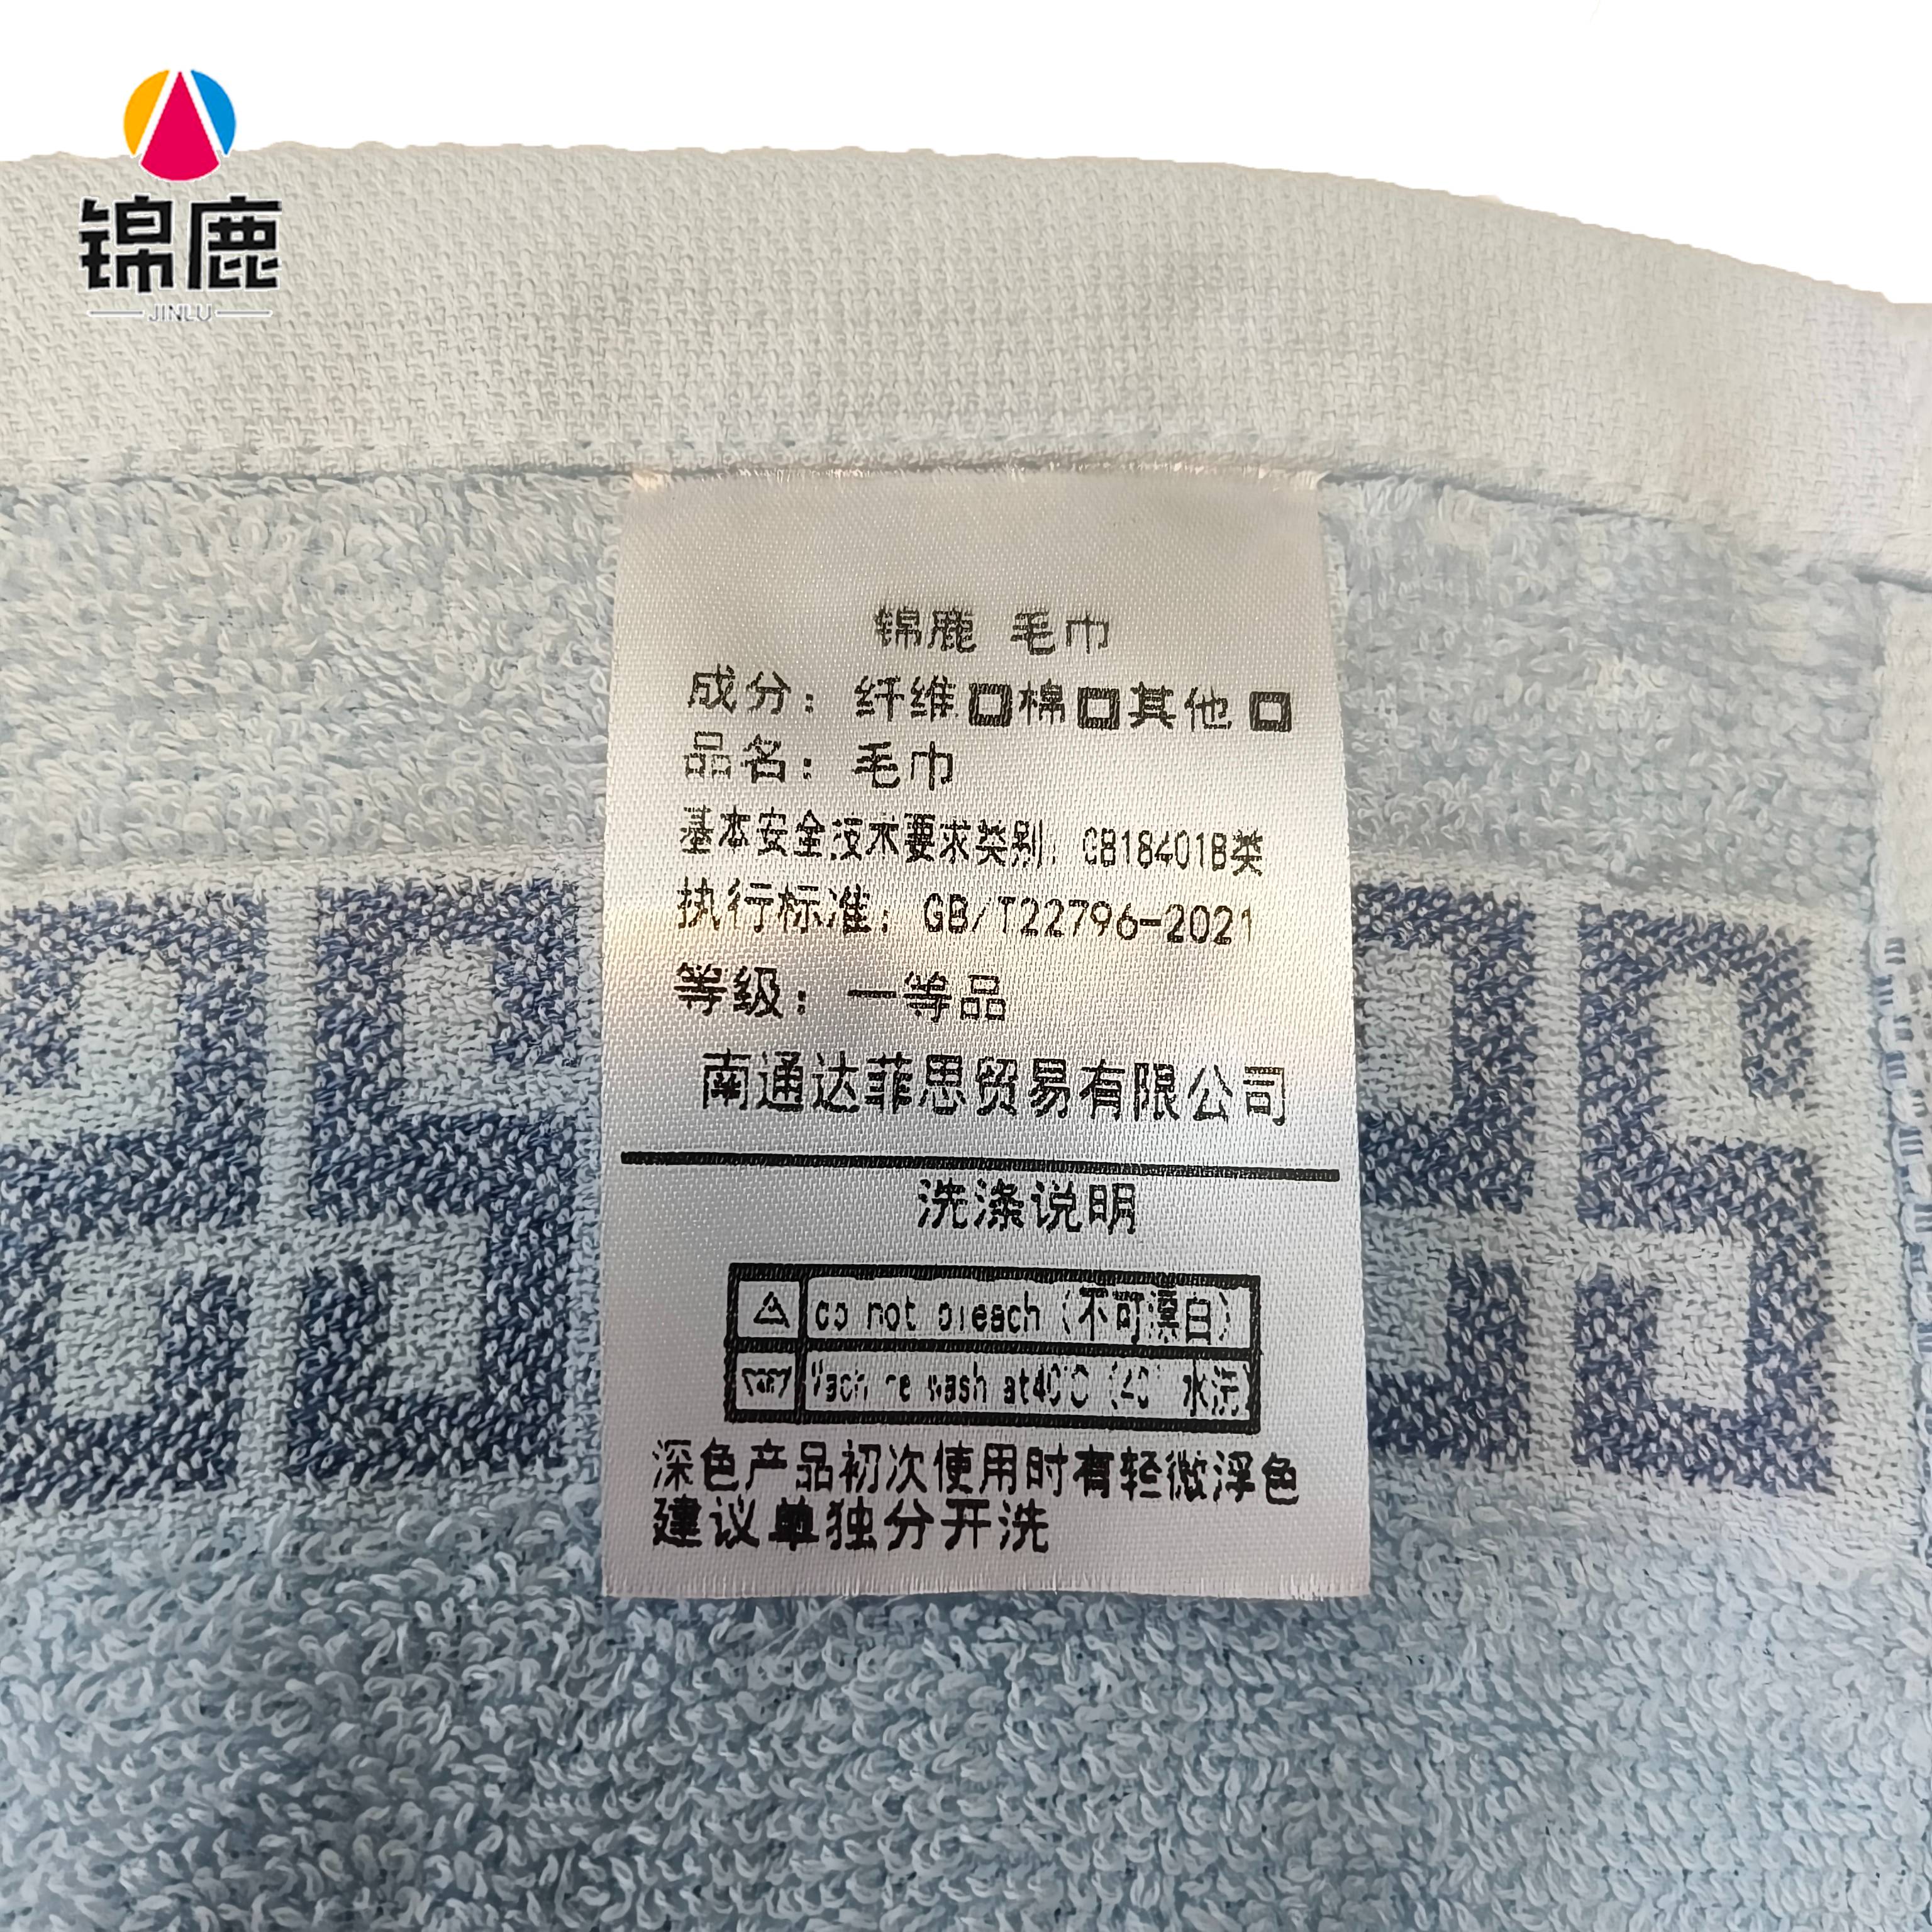 锦鹿
JINLU
锦鹿 毛巾
成分：纤维□棉□其他□
品名：毛巾
基本安全技术要求类别：GB18401B类
执行标准：GB/T22796-2021
等级：一等品
南通达菲思贸易有限公司
洗涤说明
do not bleach（不可漂白）
Machine wash at40℃（40°水洗）
深色产品初次使用时有轻微浮色
建议单独分开洗